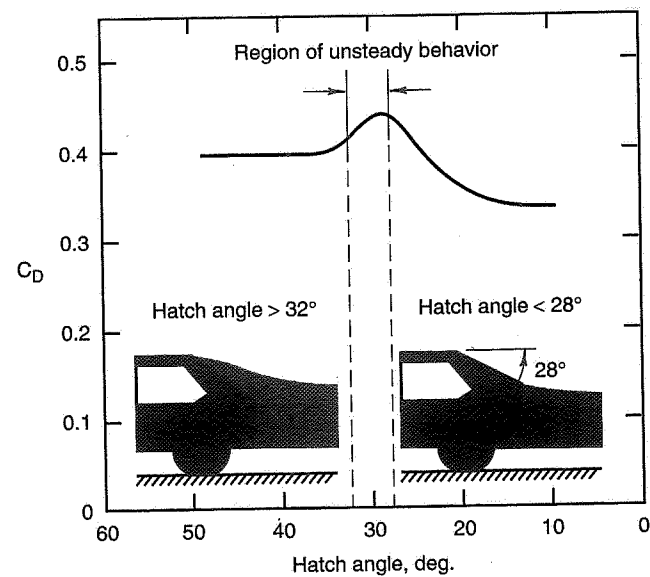 Region of unsteady behavior
0.5
0.4
0.3
C_D
Hatch angle > 32°
Hatch angle < 28°
0.2
28°
0.1
0
60 50 40 30 20 10 0
Hatch angle, deg.